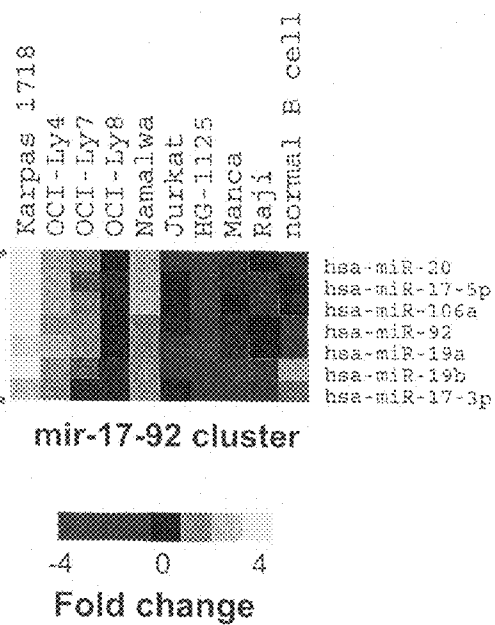 Karpas 1718
OCI-Ly4
OCI-Ly7
OCI-Ly8
Namalwa
Jurkat
HG-1125
Manca
Raji
normal B cell
hsa-miR-20
hsa-miR-17-5p
hsa-miR-106a
hsa-miR-92
hsa-miR-19a
hsa-miR-19b
hsa-miR-17-3p
mir-17-92 cluster
-4 0 4
Fold change